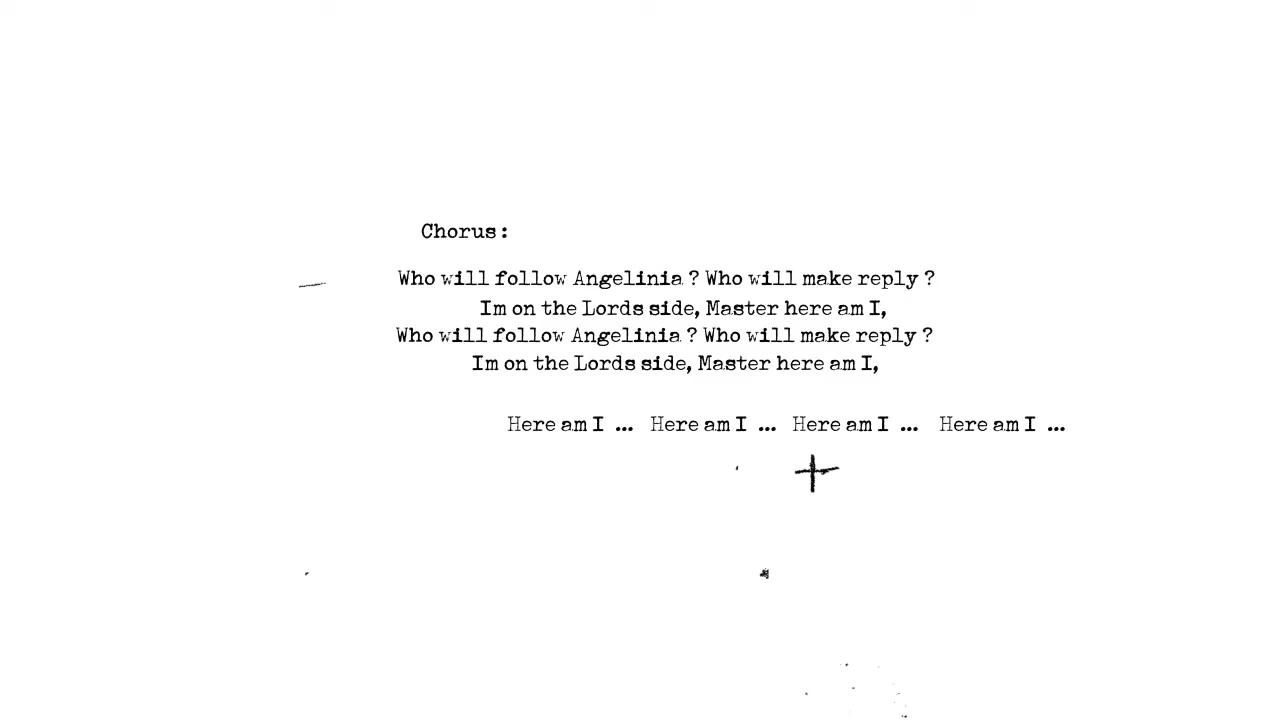 Chorus:
Who will follow Angelinia? Who will make reply?
Im on the Lords side, Master here am I,
Who will follow Angelinia? Who will make reply?
Im on the Lords side, Master here am I,
Here am I ... Here am I ... Here am I ... Here am I ...